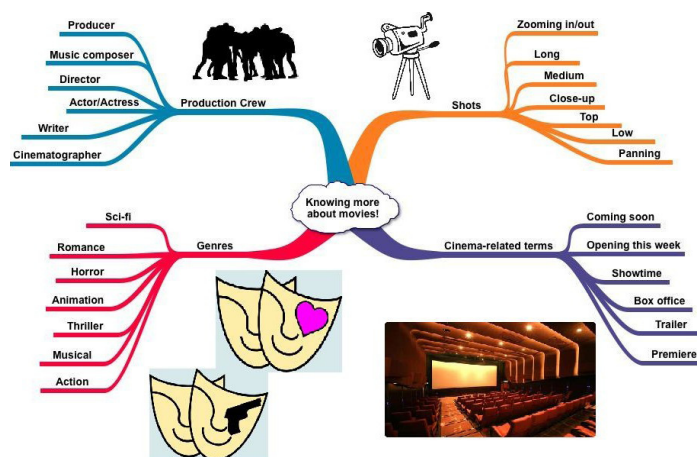 Producer
Music composer
Director
Actor/Actress
Writer
Cinematographer
Production Crew
Zooming in/out
Long
Medium
Close-up
Top
Low
Panning
Shots
Knowing more
about movies!
Sci-fi
Romance
Horror
Animation
Thriller
Musical
Action
Genres
Cinema-related terms
Coming soon
Opening this week
Showtime
Box office
Trailer
Premiere